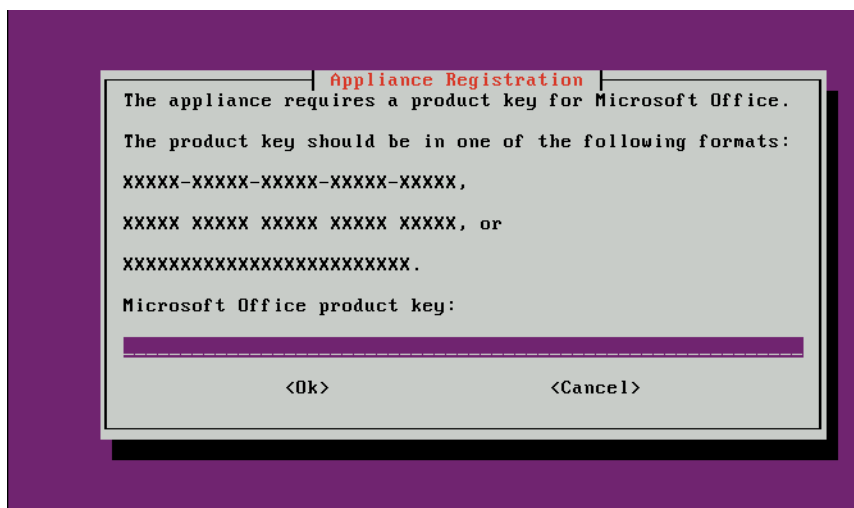 Appliance Registration
The appliance requires a product key for Microsoft Office.
The product key should be in one of the following formats:
XXXXX-XXXXX-XXXXX-XXXXX-XXXXX,
XXXXX XXXXX XXXXX XXXXX XXXXX, or
XXXXXXXXXXXXXXXXXXXXXXXXX.
Microsoft Office product key:
<Ok> <Cancel>